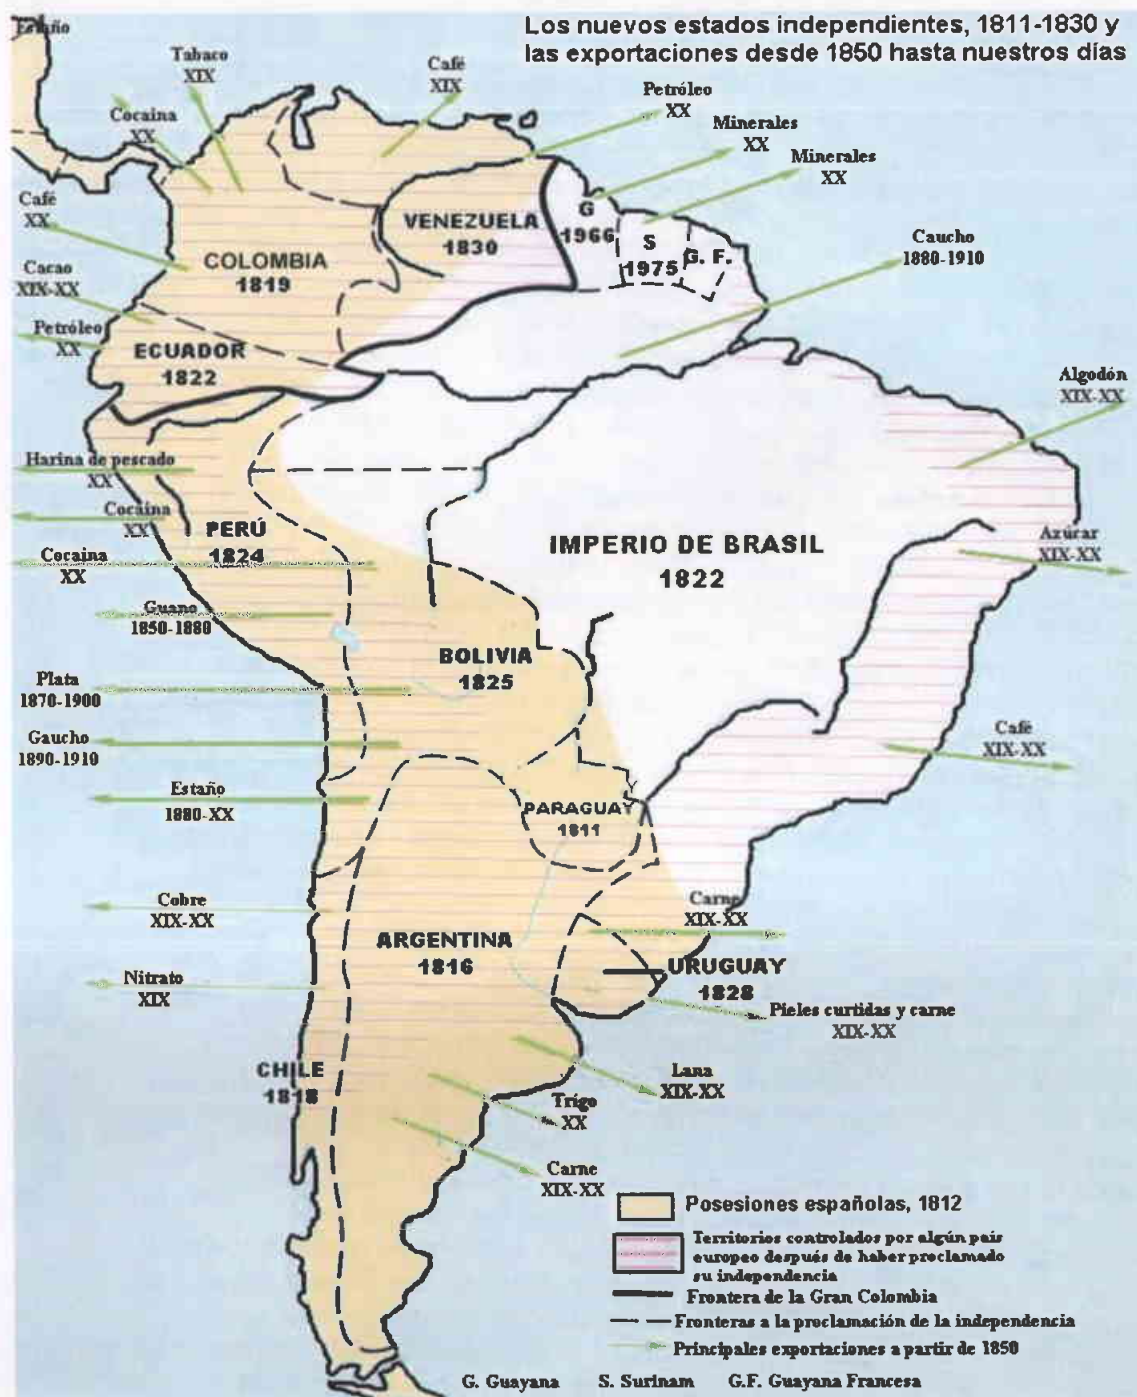 Los nuevos estados independientes, 1811-1830 y
las exportaciones desde 1850 hasta nuestros días
Estaño
Tabaco
XIX
Café
XIX
Petróleo
XX
Cocaina
XX
Minerales
XX
Minerales
XX
Café
XX
VENEZUELA
1830
G
1966
S
1975
G. F.
Caucho
1880-1910
COLOMBIA
1819
Cacao
XIX-XX
Petróleo
XX
ECUADOR
1822
Algodón
XIX-XX
Harina de pescado
XX
Cocaina
XX
PERÚ
1824
Cocaina
XX
IMPERIO DE BRASIL
1822
Azúcar
XIX-XX
Guano
1850-1880
BOLIVIA
1825
Plata
1870-1900
Gaucho
1890-1910
Café
XIX-XX
Estaño
1880-XX
PARAGUAY
1811
Cobre
XIX-XX
Carne
XIX-XX
ARGENTINA
1816
URUGUAY
1828
Nitrato
XIX
Pieles curtidas y carne
XIX-XX
CHILE
1818
Lana
XIX-XX
Trigo
XX
Carne
XIX-XX
Posesiones españolas, 1812
Territorios controlados por algún país
europeo después de haber proclamado
su independencia
Frontera de la Gran Colombia
Fronteras a la proclamación de la independencia
Principales exportaciones a partir de 1850
G. Guayana S. Surinam G.F. Guayana Francesa